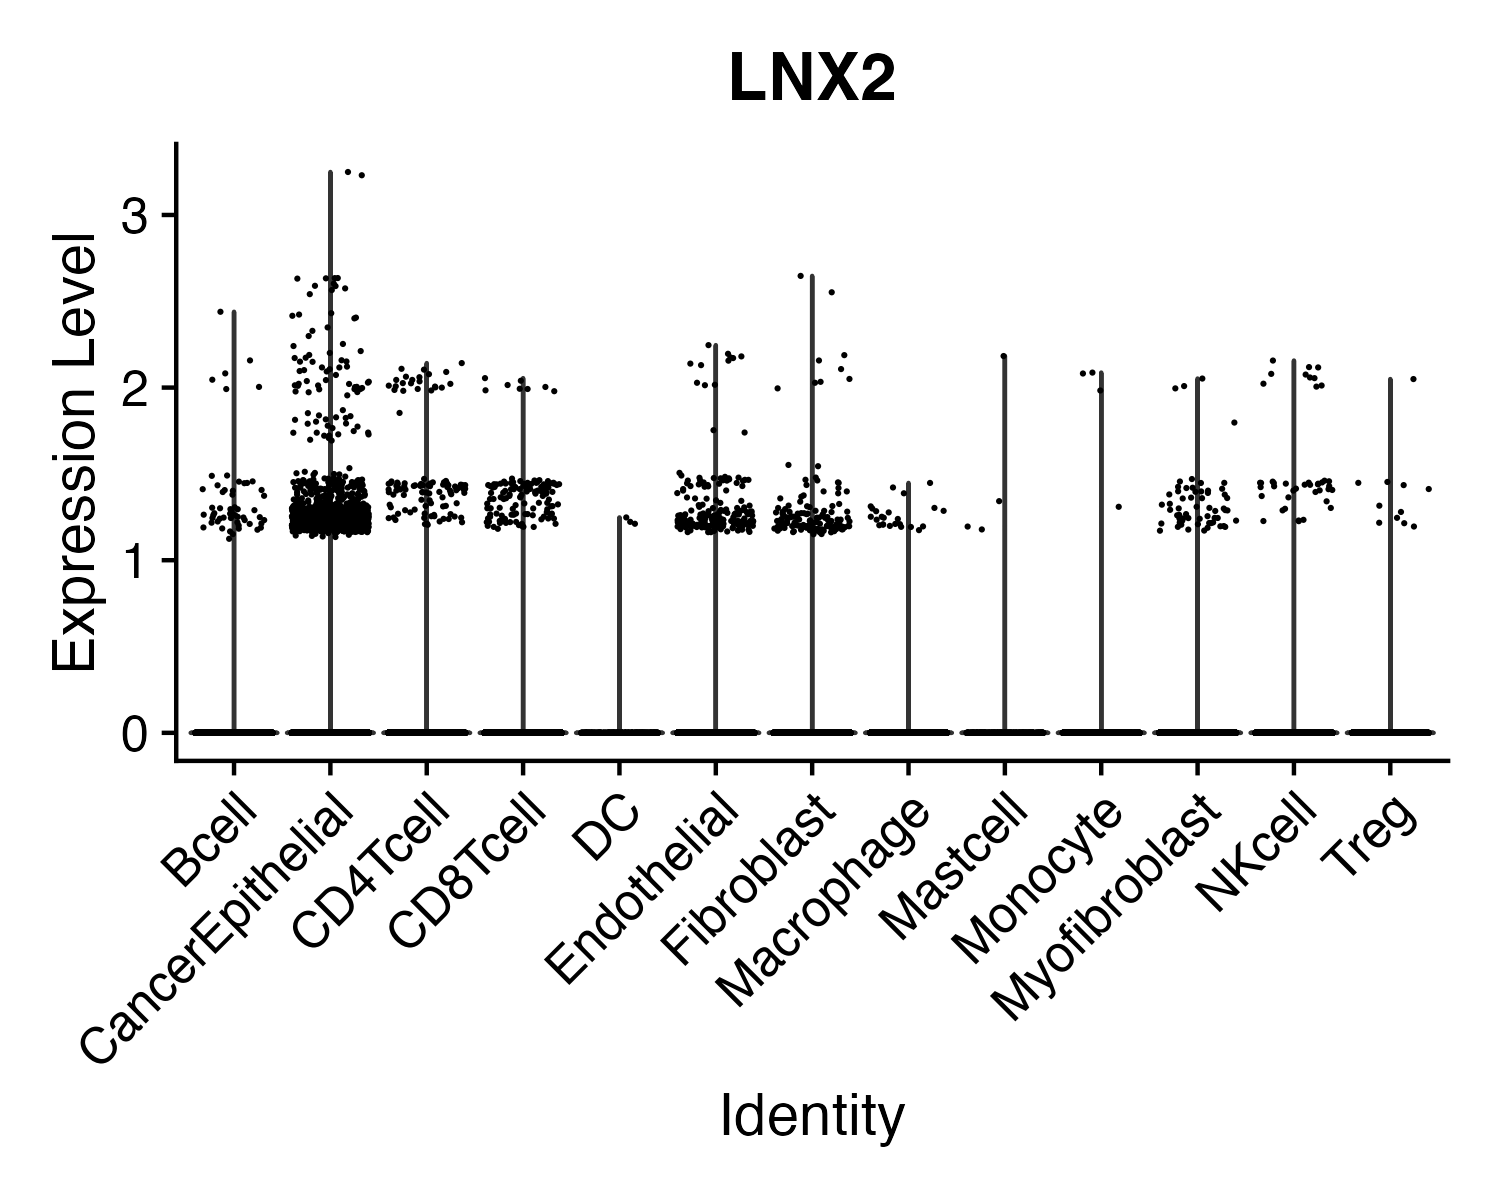 LNX2
Expression Level
3
2
1
0
Bcell
CancerEpithelial
CD4Tcell
CD8Tcell
DC
Endothelial
Fibroblast
Macrophage
Mastcell
Monocyte
Myofibroblast
NKcell
Treg
Identity